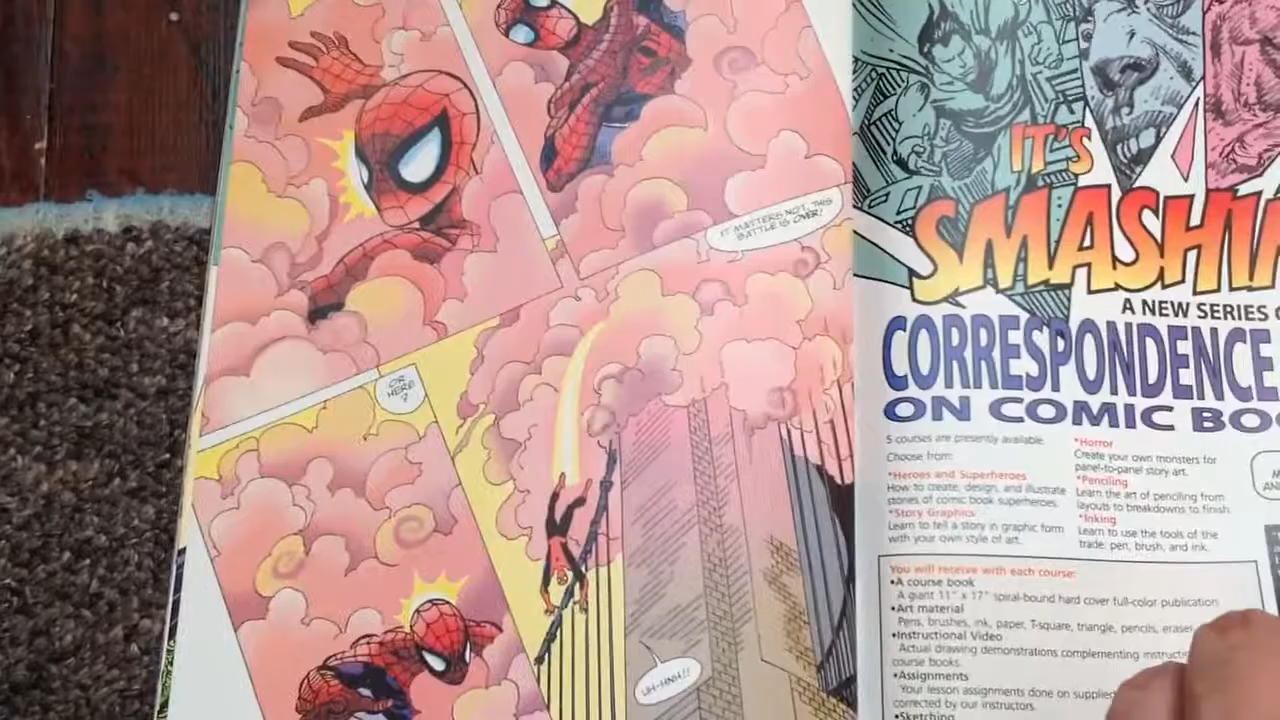 IT MATTERS NOT, THIS
BATTLE IS OVER!
OR
HERE
?
UH-HNH!!
IT'S
SMASHIN
A NEW SERIES O
CORRESPONDENCE
ON COMIC BOO
5 courses are presently available.
Choose from:
*Heroes and Superheroes
How to create, design, and illustrate
stories of comic book superheroes.
*Story Graphics
Learn to tell a story in graphic form
with your own style of art.
*Horror
Create your own monsters for
panel-to-panel story art.
*Penciling
Learn the art of penciling from
layouts to breakdowns to finish.
*Inking
Learn to use the tools of the
trade: pen, brush, and ink.
You will receive with each course:
•A course book
A giant 11" x 17" spiral-bound hard cover full-color publication
•Art material
Pens, brushes, ink, paper, T-square, triangle, pencils, eraser
•Instructional Video
Actual drawing demonstrations complementing instructi
course books.
•Assignments
Your lesson assignments done on supplied
corrected by our instructors.
•Sketching